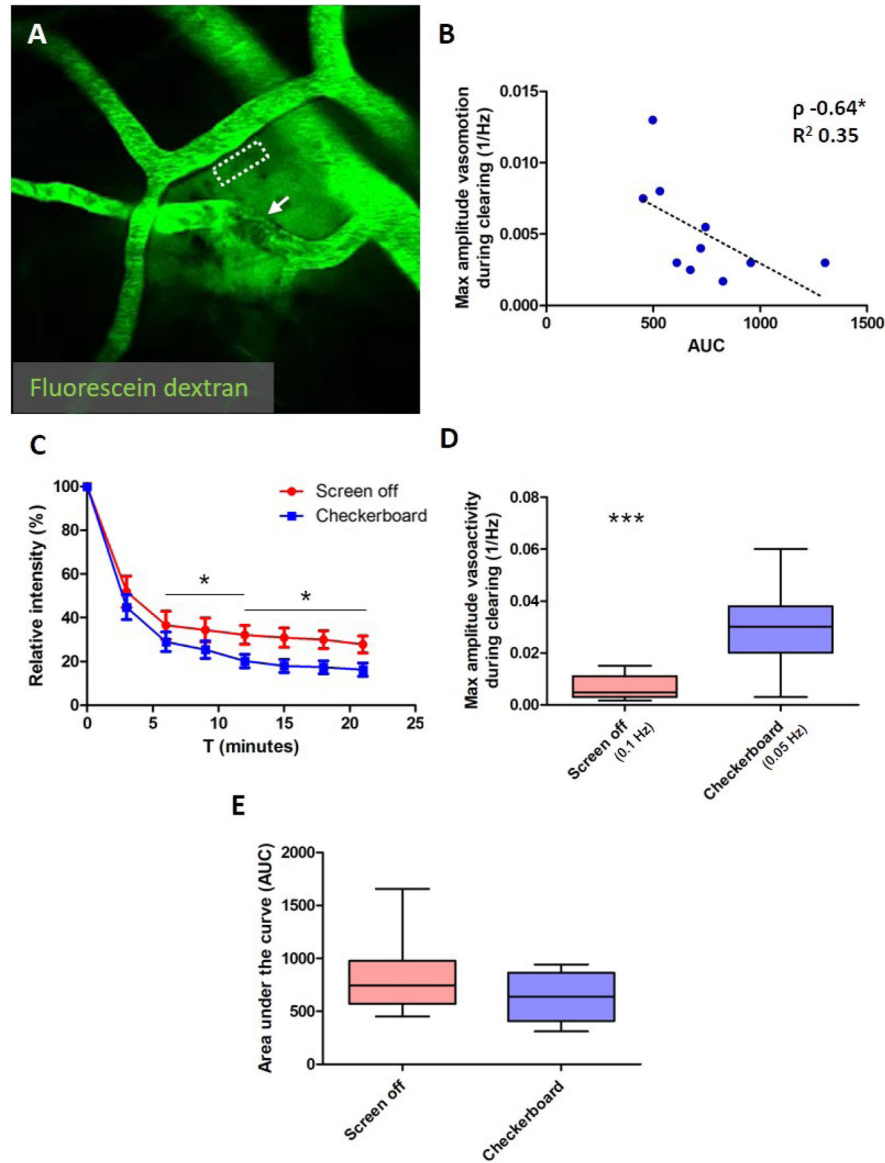 A
Fluorescein dextran
B
Max amplitude vasomotion
during clearing (1/Hz)
0.015
0.010
0.005
0.000
0 500 1000 1500
AUC
ρ -0.64*
R² 0.35
C
Relative intensity (%)
100
80
60
40
20
0
0 5 10 15 20 25
T (minutes)
Screen off
Checkerboard
* *
D
Max amplitude vasoactivity
during clearing (1/Hz)
0.08
0.06
0.04
0.02
0.00
***
Screen off
(0.1 Hz)
Checkerboard
(0.05 Hz)
E
Area under the curve (AUC)
2000
1500
1000
500
0
Screen off
Checkerboard